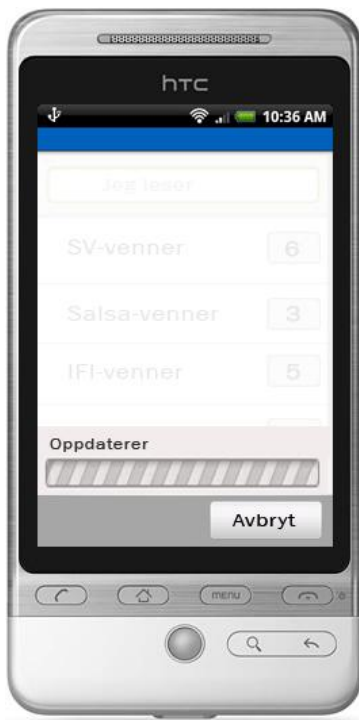 hTC
10:36 AM
Jeg leser
SV-venner 6
Salsa-venner 3
IFI-venner 5
Oppdaterer
Avbryt
MENU